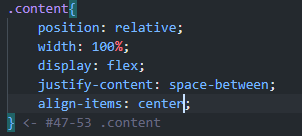 .content{
position: relative;
width: 100%;
display: flex;
justify-content: space-between;
align-items: center;
} <- #47-53 .content